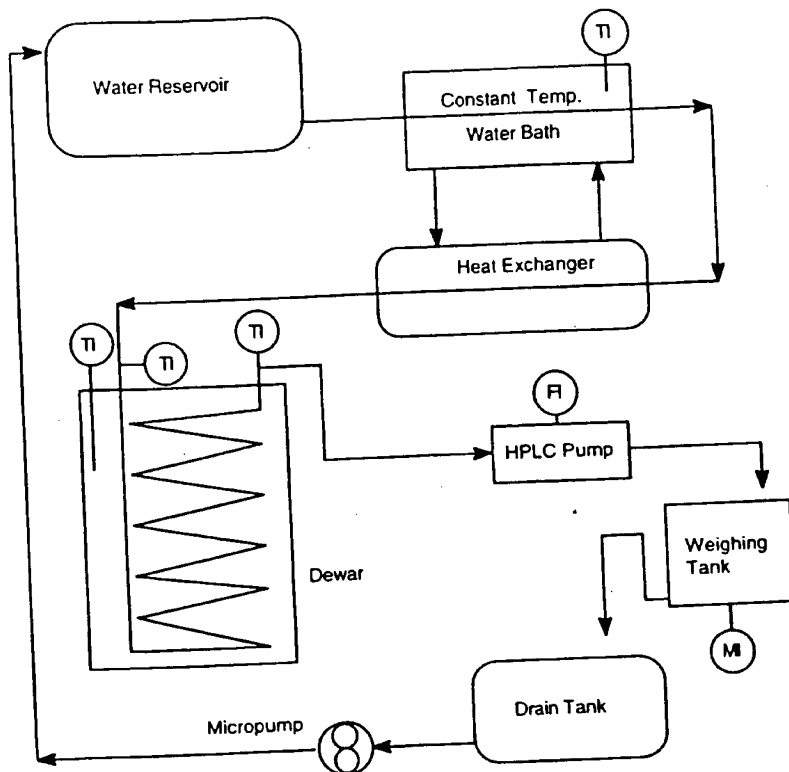 TI
Water Reservoir
Constant Temp.
Water Bath
Heat Exchanger
TI
TI
TI
FI
HPLC Pump
Weighing
Tank
Dewar
MI
Drain Tank
Micropump